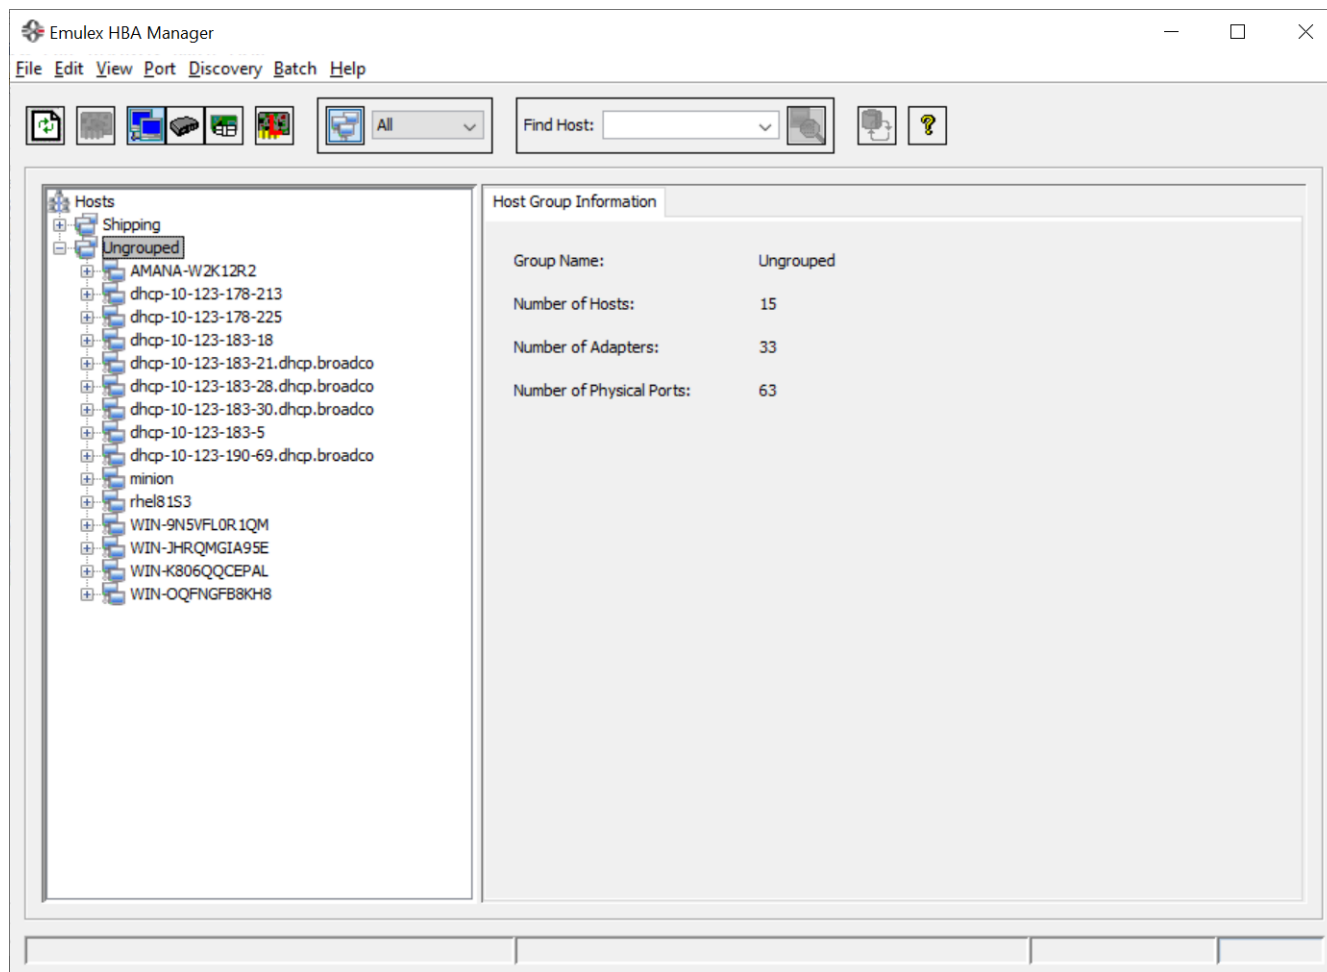 Emulex HBA Manager
File Edit View Port Discovery Batch Help
All
Find Host:
Hosts
Shipping
Ungrouped
AMANA-W2K12R2
dhcp-10-123-178-213
dhcp-10-123-178-225
dhcp-10-123-183-18
dhcp-10-123-183-21.dhcp.broadco
dhcp-10-123-183-28.dhcp.broadco
dhcp-10-123-183-30.dhcp.broadco
dhcp-10-123-183-5
dhcp-10-123-190-69.dhcp.broadco
minion
rhel81S3
WIN-9N5VFL0R1QM
WIN-JHRQMGIA95E
WIN-K806QQCEPAL
WIN-OQFNGFB8KH8
Host Group Information
Group Name: Ungrouped
Number of Hosts: 15
Number of Adapters: 33
Number of Physical Ports: 63